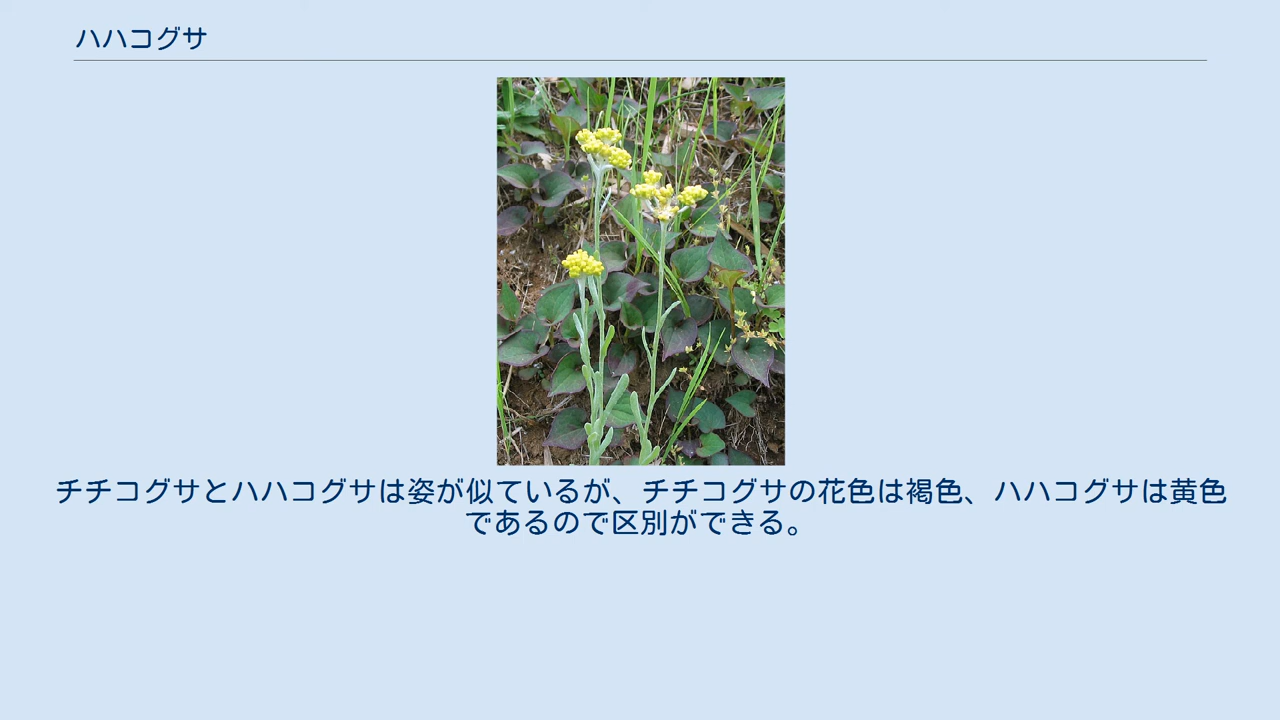 ハハコグサ
チチコグサとハハコグサは姿が似ているが、チチコグサの花色は褐色、ハハコグサは黄色
であるので区別ができる。